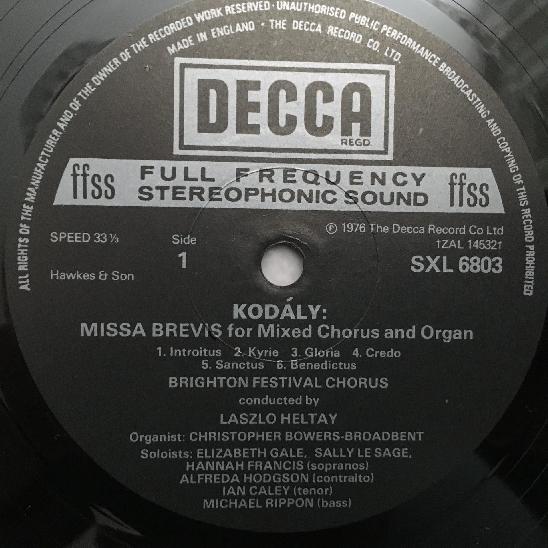 ALL RIGHTS OF THE MANUFACTURER AND OF THE OWNER OF THE RECORDED WORK RESERVED · UNAUTHORISED PUBLIC PERFORMANCE BROADCASTING AND COPYING OF THIS RECORD PROHIBITED
MADE IN ENGLAND · THE DECCA RECORD CO. LTD.
DECCA
REGD.
ffss FULL FREQUENCY ffss
STEREOPHONIC SOUND
SPEED 33⅓
Side
1
℗ 1976 The Decca Record Co Ltd
1ZAL 14532T
SXL 6803
Hawkes & Son
KODÁLY:
MISSA BREVIS for Mixed Chorus and Organ
1. Introitus 2. Kyrie 3. Gloria 4. Credo
5. Sanctus 6. Benedictus
BRIGHTON FESTIVAL CHORUS
conducted by
LASZLO HELTAY
Organist: CHRISTOPHER BOWERS-BROADBENT
Soloists: ELIZABETH GALE, SALLY LE SAGE,
HANNAH FRANCIS (sopranos)
ALFREDA HODGSON (contralto)
IAN CALEY (tenor)
MICHAEL RIPPON (bass)